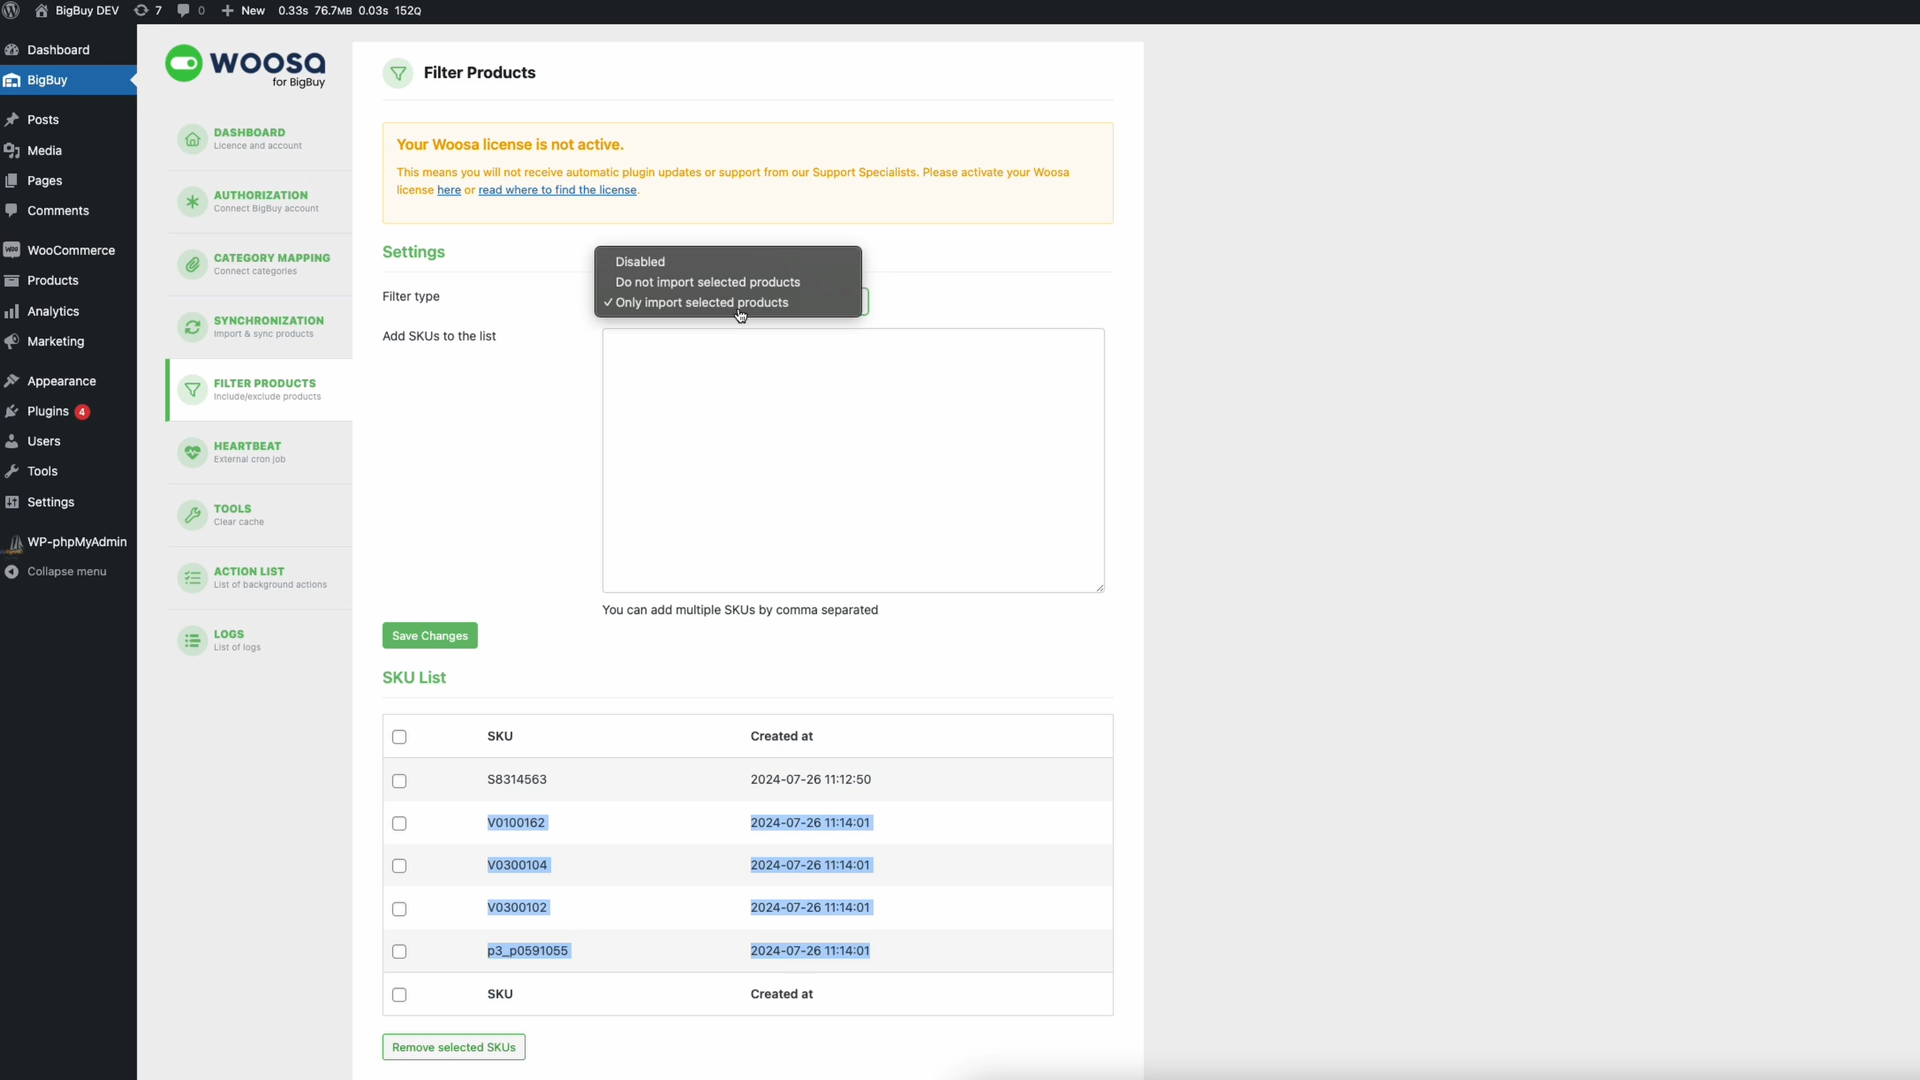 BigBuy DEV 7 0 New 0.33s 76.7MB 0.03s 152Q
Dashboard
BigBuy
Posts
Media
Pages
Comments
WooCommerce
Products
Analytics
Marketing
Appearance
Plugins 4
Users
Tools
Settings
WP-phpMyAdmin
Collapse menu
woosa
for BigBuy
DASHBOARD
Licence and account
AUTHORIZATION
Connect BigBuy account
CATEGORY MAPPING
Connect categories
SYNCHRONIZATION
Import & sync products
FILTER PRODUCTS
Include/exclude products
HEARTBEAT
External cron job
TOOLS
Clear cache
ACTION LIST
List of background actions
LOGS
List of logs
Filter Products
Your Woosa license is not active.
This means you will not receive automatic plugin updates or support from our Support Specialists. Please activate your Woosa
license here or read where to find the license.
Settings
Filter type
Disabled
Do not import selected products
✓ Only import selected products
Add SKUs to the list
You can add multiple SKUs by comma separated
Save Changes
SKU List
SKU Created at
S8314563 2024-07-26 11:12:50
V0100162 2024-07-26 11:14:01
V0300104 2024-07-26 11:14:01
V0300102 2024-07-26 11:14:01
p3_p0591055 2024-07-26 11:14:01
SKU Created at
Remove selected SKUs